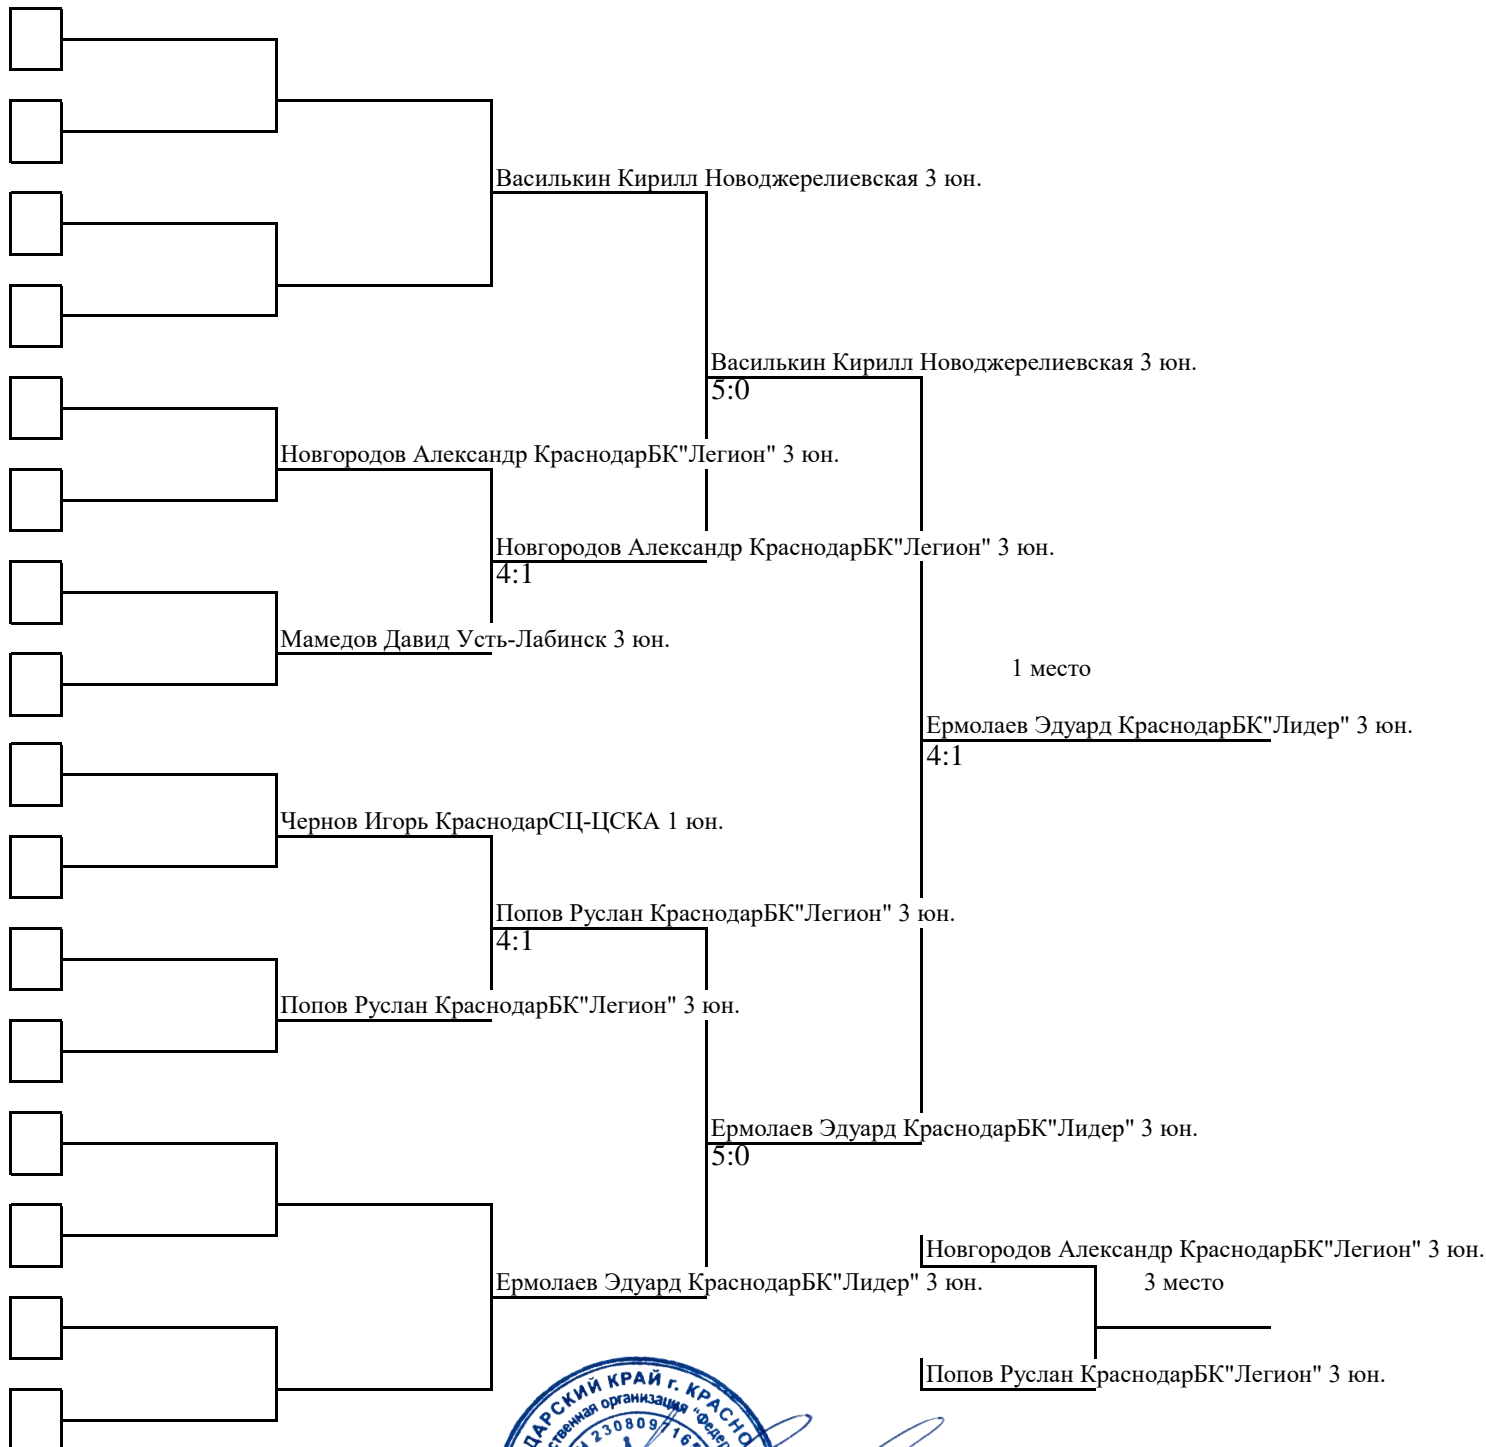 Василькин Кирилл Новоджерелиевская 3 юн.
Василькин Кирилл Новоджерелиевская 3 юн.
5:0
Новгородов Александр КраснодарБК"Легион" 3 юн.
Новгородов Александр КраснодарБК"Легион" 3 юн.
4:1
Мамедов Давид Усть-Лабинск 3 юн.
1 место
Ермолаев Эдуард КраснодарБК"Лидер" 3 юн.
4:1
Чернов Игорь КраснодарСЦ-ЦСКА 1 юн.
Попов Руслан КраснодарБК"Легион" 3 юн.
4:1
Попов Руслан КраснодарБК"Легион" 3 юн.
Ермолаев Эдуард КраснодарБК"Лидер" 3 юн.
5:0
Новгородов Александр КраснодарБК"Легион" 3 юн.
Ермолаев Эдуард КраснодарБК"Лидер" 3 юн.
3 место
Попов Руслан КраснодарБК"Легион" 3 юн.
КРАЙ г.
организация